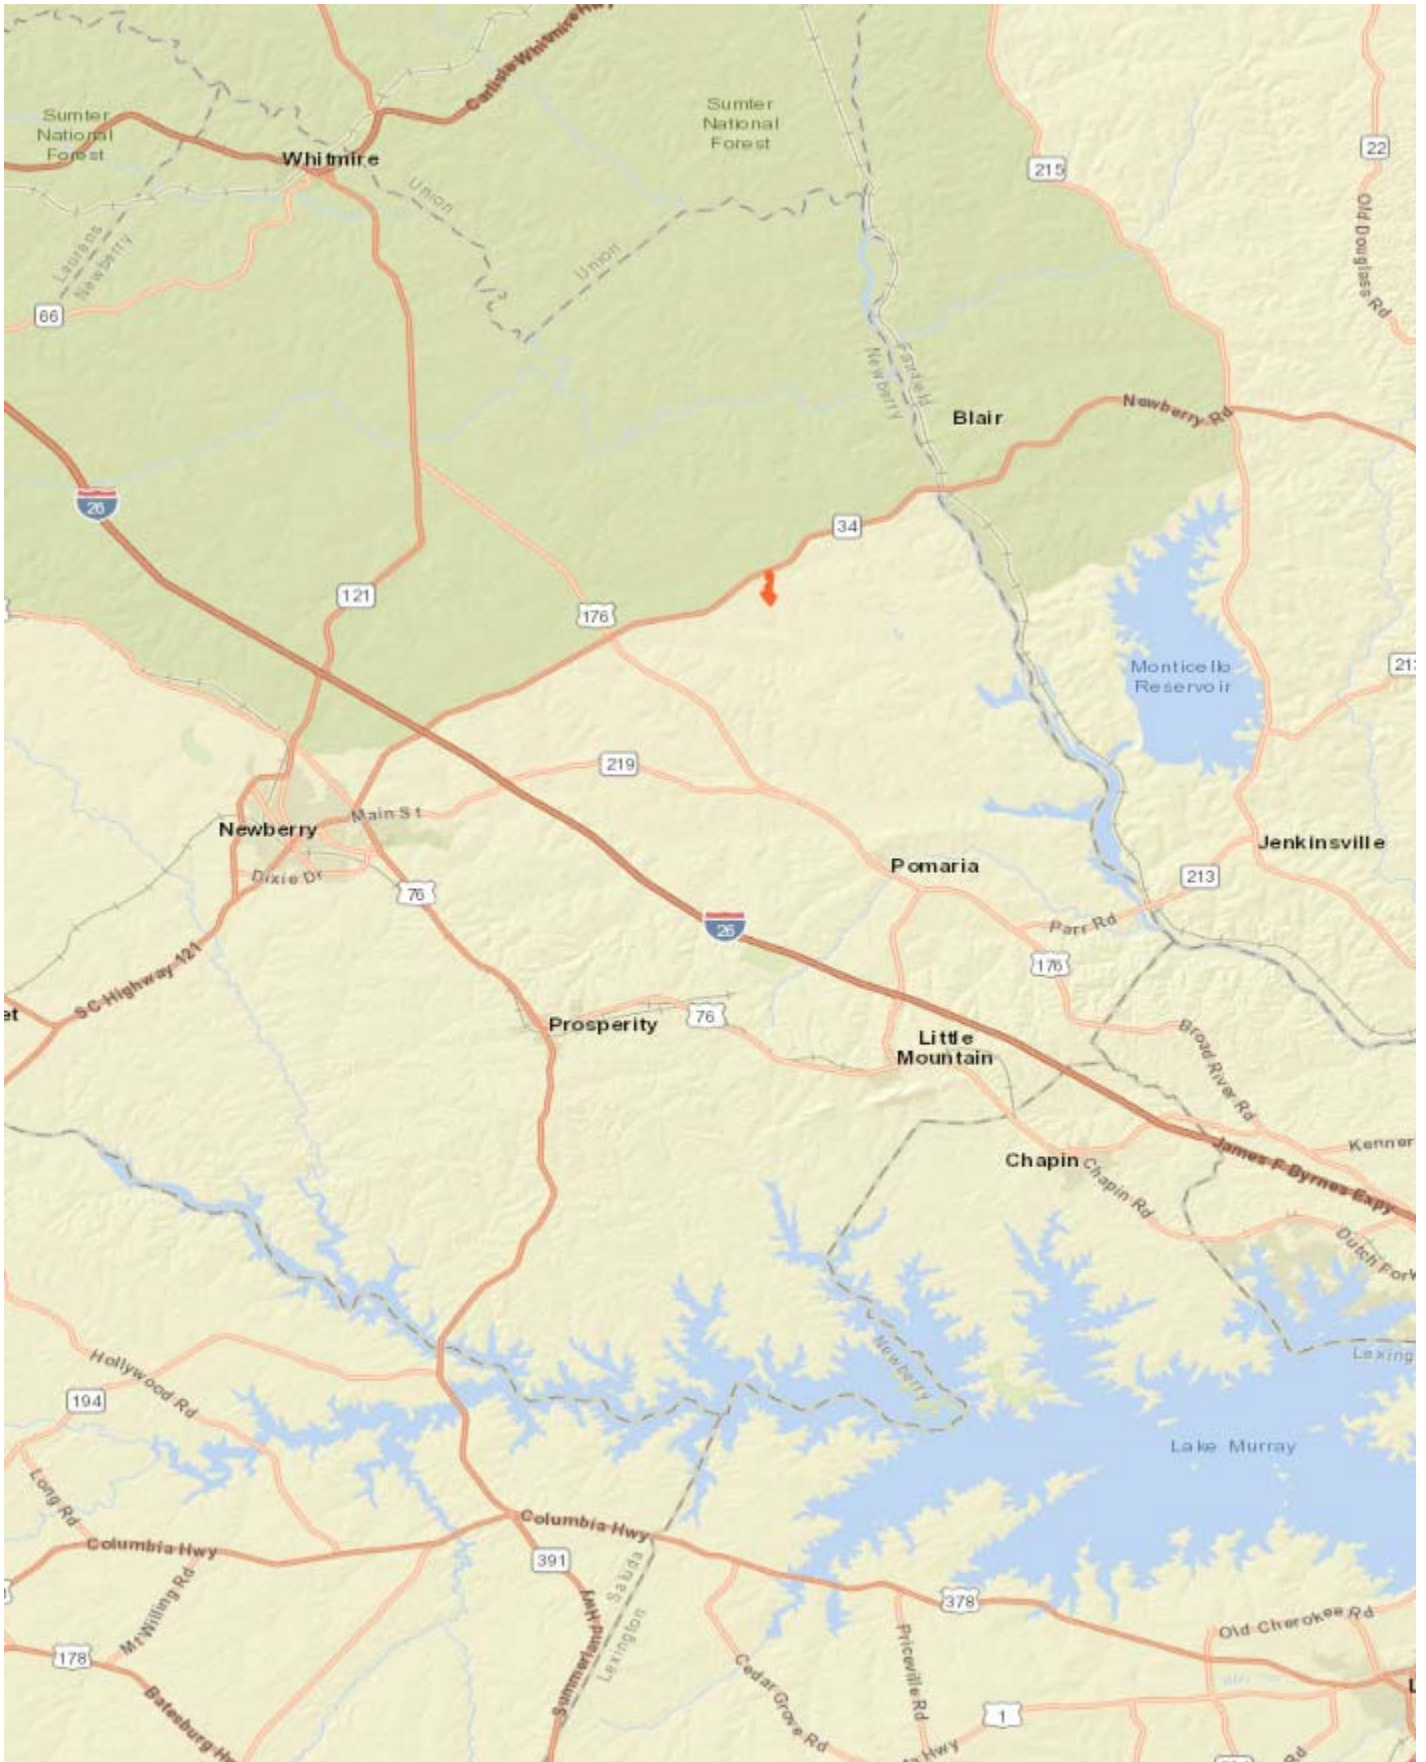 Carlisle Whitmire Hwy
Sumter
National
Forest
Sumter
National
Forest
22
Whitmire
215
Union
Old Douglass Rd
Laurens
Newberry
Union
66
Fairfield
Newberry
Blair
Newberry Rd
26
34
121
176
Monticello
Reservoir
213
219
Main St
Newberry
Jenkinsville
Pomaria
Dixie Dr
76
213
26
Parr Rd
176
SC Highway 121
et
Prosperity
76
Little
Mountain
Broad River Rd
Kenner
James F Byrnes Expy
Chapin
Chapin Rd
Dutch Fork
Newberry
Lexing
Hollywood Rd
194
Lake Murray
Long Rd
Columbia Hwy
Columbia Hwy
391
Saluda
Lexington
Summerland Hwy
Mt Willing Rd
378
Old Cherokee Rd
178
Priceville Rd
Cedar Grove Rd
Batesburg Hw
1
Hwy
L
Rd